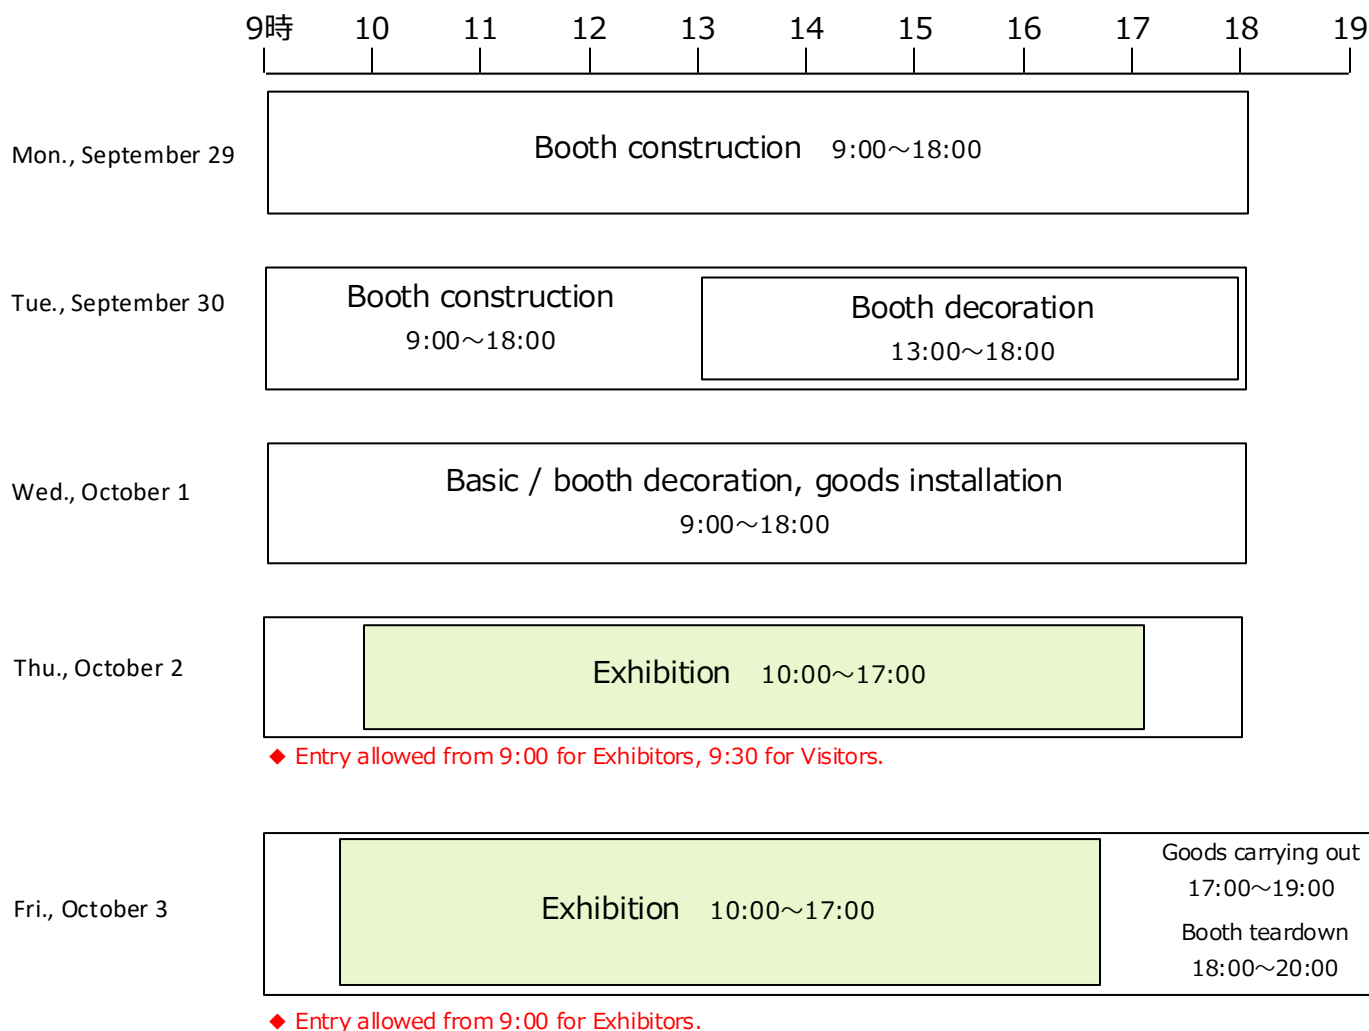 9時 10 11 12 13 14 15 16 17 18 19
Mon., September 29
Booth construction 9:00～18:00
Tue., September 30
Booth construction
9:00～18:00
Booth decoration
13:00～18:00
Wed., October 1
Basic / booth decoration, goods installation
9:00～18:00
Thu., October 2
Exhibition 10:00～17:00
◆ Entry allowed from 9:00 for Exhibitors, 9:30 for Visitors.
Fri., October 3
Exhibition 10:00～17:00
Goods carrying out
17:00～19:00
Booth teardown
18:00～20:00
◆ Entry allowed from 9:00 for Exhibitors.